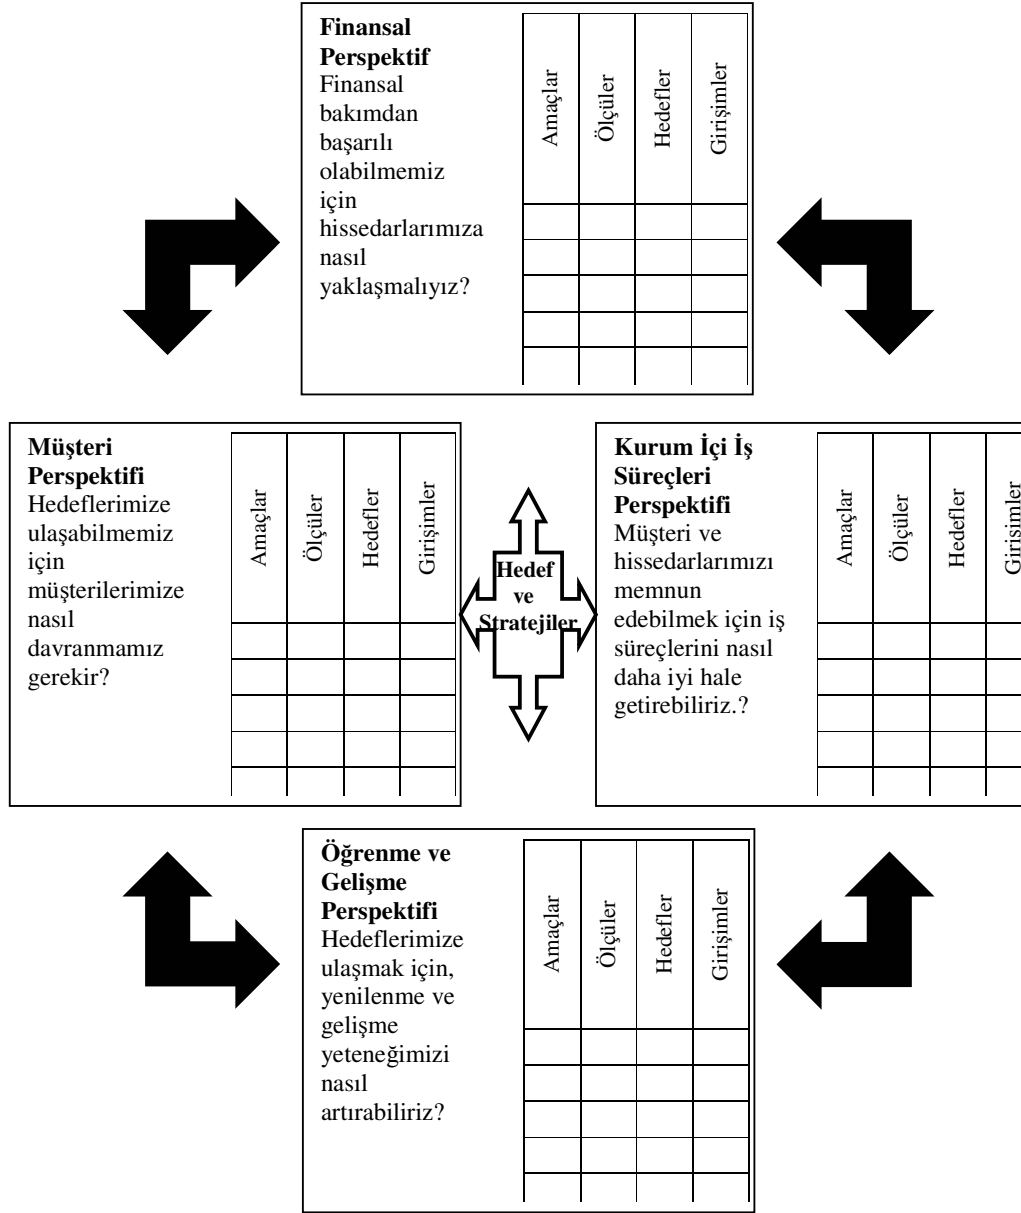 Finansal
Perspektif
Finansal
bakımdan
başarılı
olabilmemiz
için
hissedarlarımıza
nasıl
yaklaşmalıyız?
Amaçlar
Ölçüler
Hedefler
Girişimler
Müşteri
Perspektifi
Hedeflerimize
ulaşabilmemiz
için
müşterilerimize
nasıl
davranmamız
gerekir?
Amaçlar
Ölçüler
Hedefler
Girişimler
Hedef
ve
Stratejiler
Kurum İçi İş
Süreçleri
Perspektifi
Müşteri ve
hissedarlarımızı
memnun
edebilmek için iş
süreçlerini nasıl
daha iyi hale
getirebiliriz.?
Amaçlar
Ölçüler
Hedefler
Girişimler
Öğrenme ve
Gelişme
Perspektifi
Hedeflerimize
ulaşmak için,
yenilenme ve
gelişme
yeteneğimizi
nasıl
artırabiliriz?
Amaçlar
Ölçüler
Hedefler
Girişimler